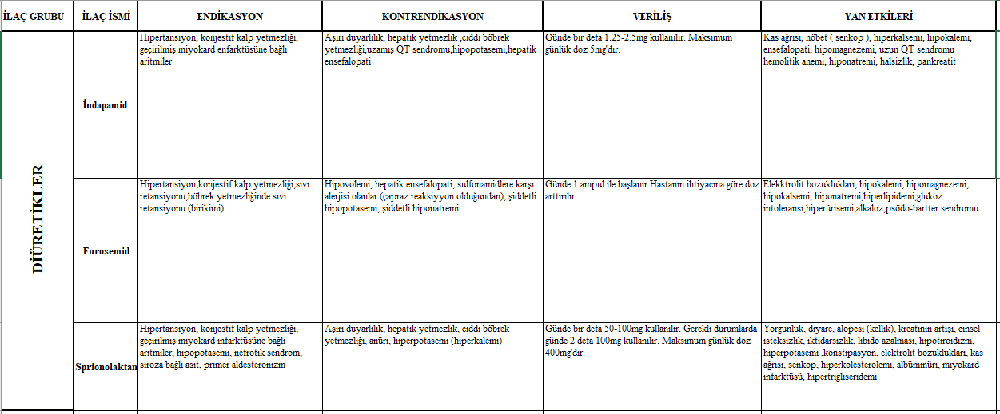 İLAÇ GRUBU
İLAÇ İSMİ
ENDİKASYON
KONTRENDİKASYON
VERİLİŞ
YAN ETKİLERİ
DİÜRETİKLER
İndapamid
Hipertansiyon, konjestif kalp yetmezliği,
geçirilmiş miyokard enfarktüsüne bağlı
aritmiler
Aşırı duyarlılık, hepatik yetmezlik ,ciddi böbrek
yetmezliği,uzamış QT sendromu,hipopotasemi,hepatik
ensefalopati
Günde bir defa 1.25-2.5mg kullanılır. Maksimum
günlük doz 5mg'dır.
Kas ağrısı, nöbet ( senkop ), hiperkalsemi, hipokalemi,
ensefalopati, hipomagnezemi, uzun QT sendromu
hemolitik anemi, hiponatremi, halsizlik, pankreatit
Furosemid
Hipertansiyon,konjestif kalp yetmezliği,sıvı
retansiyonu,böbrek yetmezliğinde sıvı
retansiyonu (birikimi)
Hipovolemi, hepatik ensefalopati, sulfonamidlere karşı
alerjisi olanlar (çapraz reaksiyyon olduğundan), şiddetli
hipopotasemi, şiddetli hiponatremi
Günde 1 ampul ile başlanır.Hastanın ihtiyacına göre doz
arttırılır.
Elekktrolit bozuklukları, hipokalemi, hipomagnezemi,
hipokalsemi, hiponatremi,hiperlipidemi,glukoz
intoleransı,hiperürisemi,alkaloz,psödo-bartter sendromu
Sprionolaktan
Hipertansiyon, konjestif kalp yetmezliği,
geçirilmiş miyokard infarktüsüne bağlı
aritmiler, hipopotasemi, nefrotik sendrom,
siroza bağlı asit, primer aldesteronizm
Aşırı duyarlılık, hepatik yetmezlik, ciddi böbrek
yetmezliği, anüri, hiperpotasemi (hiperkalemi)
Günde bir defa 50-100mg kullanılır. Gerekli durumlarda
günde 2 defa 100mg kullanılır. Maksimum günlük doz
400mg'dır.
Yorgunluk, diyare, alopesi (kellik), kreatinin artışı, cinsel
isteksizlik, iktidarsızlık, libido azalması, hipotiroidizm,
hiperpotasemi ,konstipasyon, elektrolit bozuklukları, kas
ağrısı, senkop, hiperkolesterolemi, albüminüri, miyokard
infarktüsü, hipertrigliseridemi